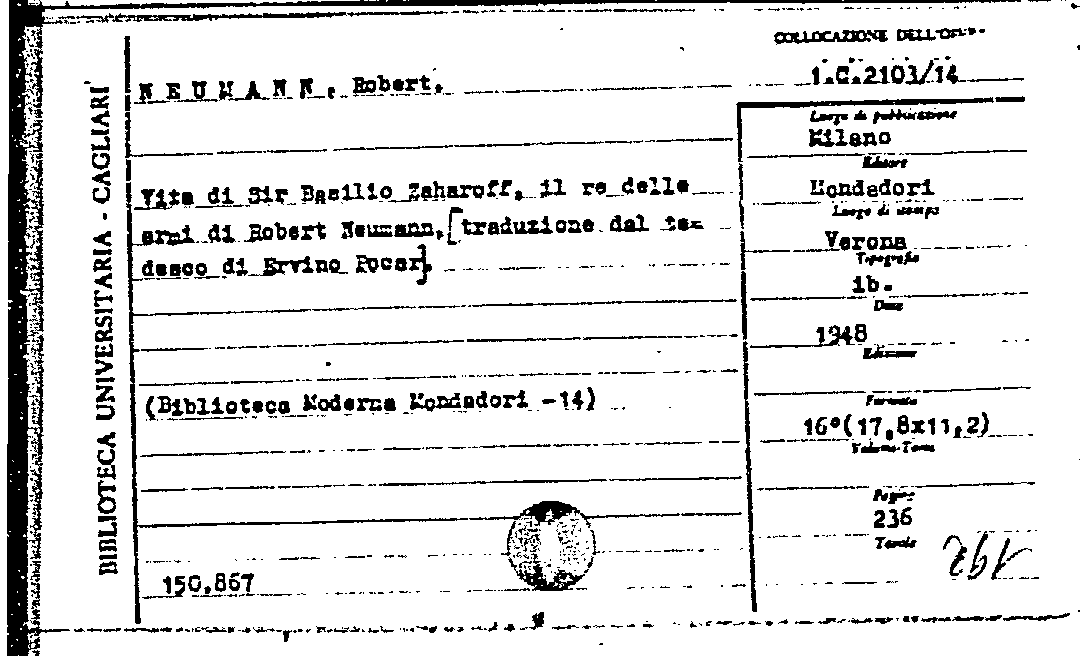 BIBLIOTECA UNIVERSITARIA - CAGLIARI
COLLOCAZIONE DELL'OPERA
1.C.2103/14
NEUMANN, Robert.
Luogo di pubblicazione
Milano
Editore
Mondadori
Luogo di stampa
Verona
Tipografia
ib.
Data
1948
Edizione
Formato
16°(17,8x11,2)
Volume-Tomo
Pagine
236
Tavole
192
Vita di Sir Basilio Zaharoff, il re delle
armi di Robert Neumann,[traduzione dal te=
desco di Ervino Pocar].
(Biblioteca Moderna Mondadori -14)
150,867